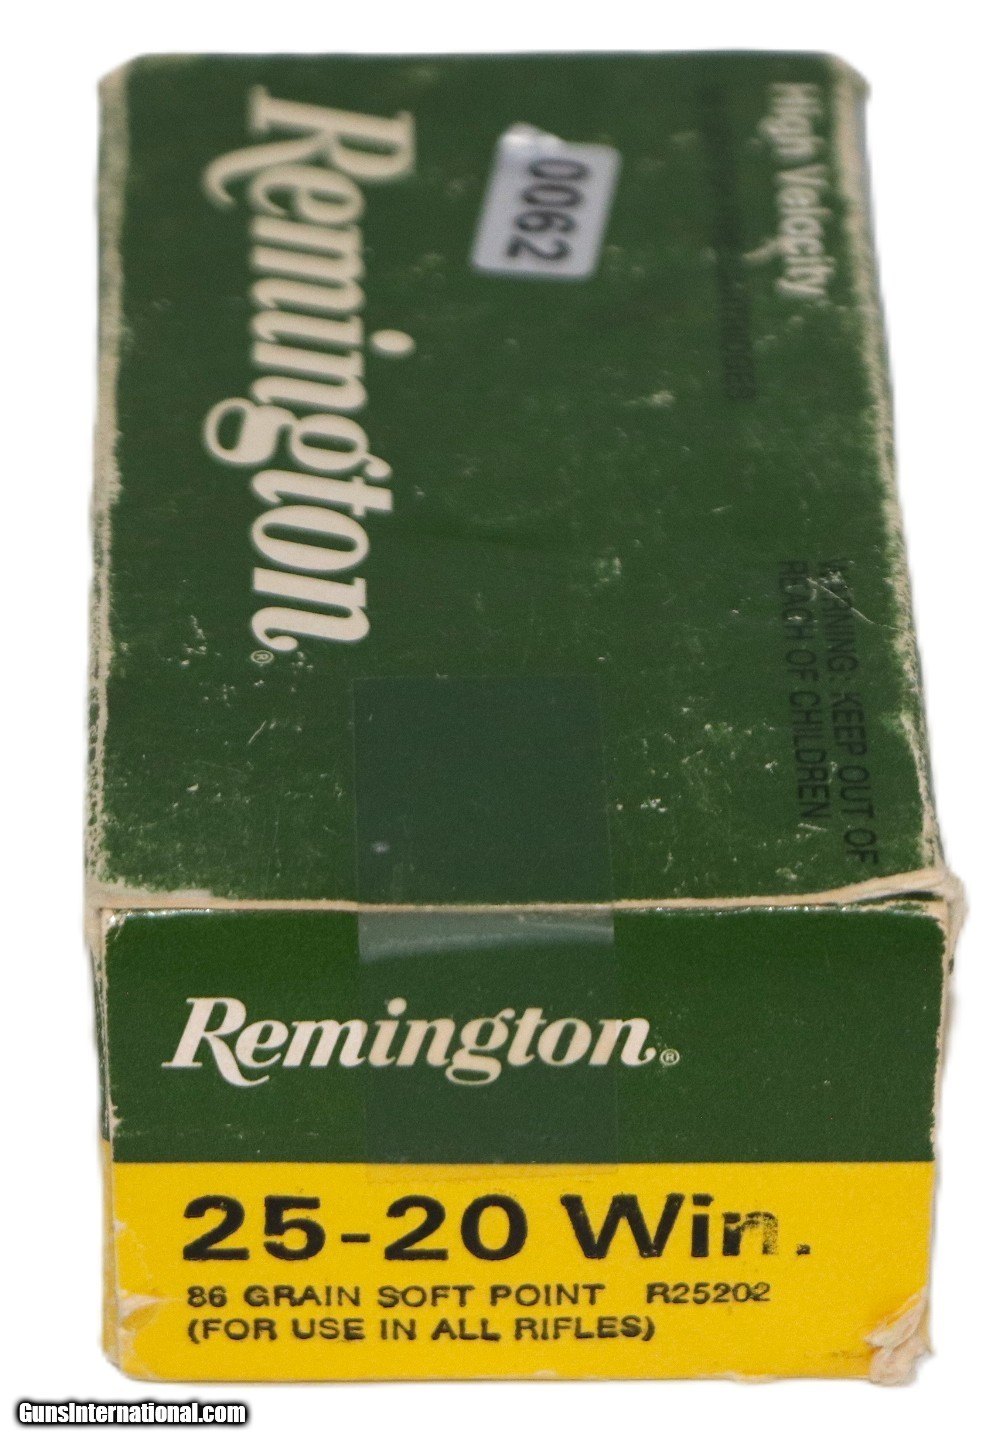 Remington®
0062
High Velocity
WARNING: KEEP OUT OF
REACH OF CHILDREN
Remington®
25-20 Win.
86 GRAIN SOFT POINT R25202
(FOR USE IN ALL RIFLES)
GunsInternational.com